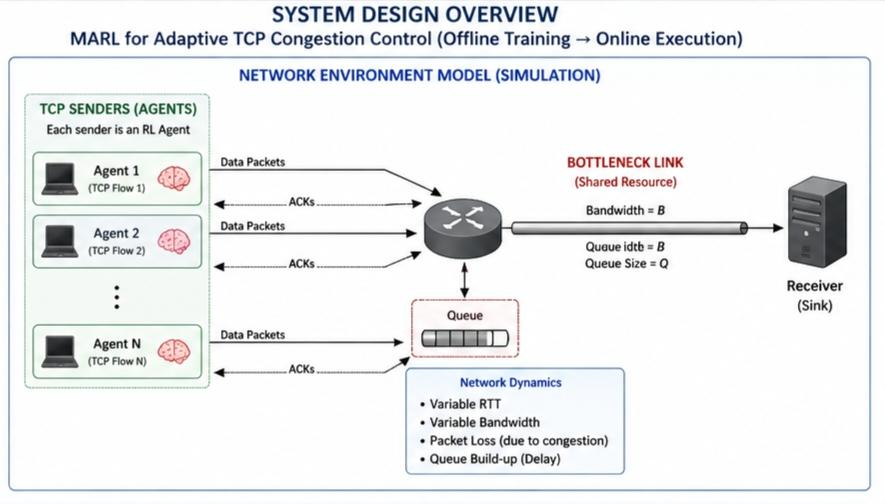 SYSTEM DESIGN OVERVIEW
MARL for Adaptive TCP Congestion Control (Offline Training → Online Execution)
NETWORK ENVIRONMENT MODEL (SIMULATION)
TCP SENDERS (AGENTS)
Each sender is an RL Agent
Agent 1
(TCP Flow 1)
Agent 2
(TCP Flow 2)
Agent N
(TCP Flow N)
Data Packets
ACKs
Data Packets
ACKs
Data Packets
ACKs
Queue
BOTTLENECK LINK
(Shared Resource)
Bandwidth = B
Queue idtb = B
Queue Size = Q
Receiver
(Sink)
Network Dynamics
• Variable RTT
• Variable Bandwidth
• Packet Loss (due to congestion)
• Queue Build-up (Delay)